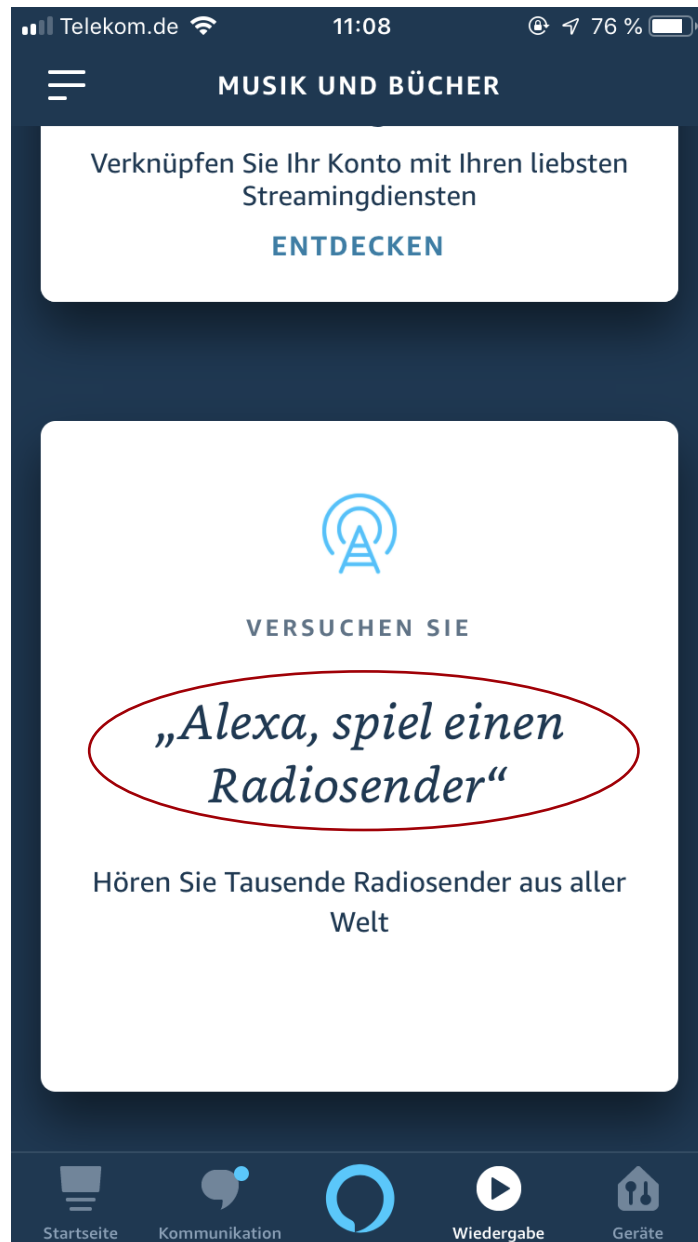 Telekom.de 11:08 76 %
MUSIK UND BÜCHER
Verknüpfen Sie Ihr Konto mit Ihren liebsten
Streamingdiensten
ENTDECKEN
VERSUCHEN SIE
„Alexa, spiel einen
Radiosender“
Hören Sie Tausende Radiosender aus aller
Welt
Startseite Kommunikation Wiedergabe Geräte